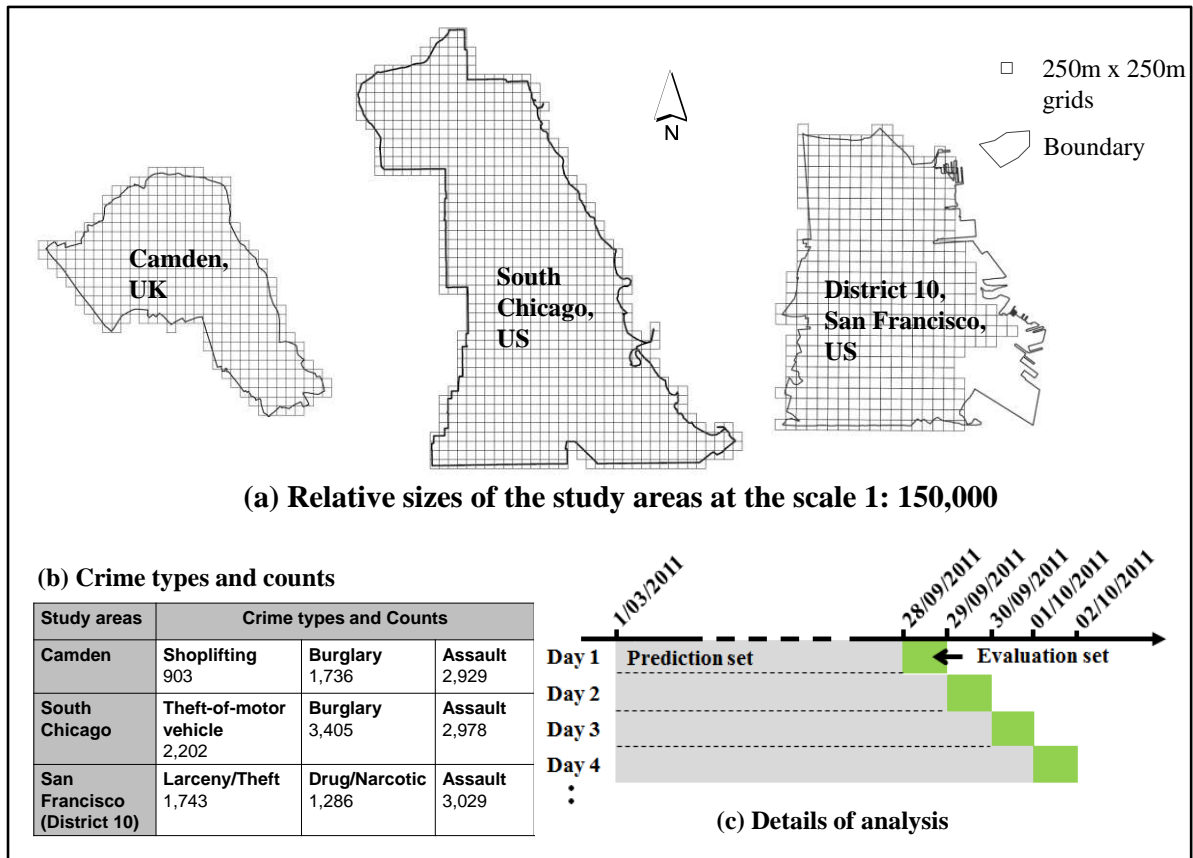 250m x 250m
grids
Boundary
N
Camden,
UK
South
Chicago,
US
District 10,
San Francisco,
US
(a) Relative sizes of the study areas at the scale 1: 150,000
(b) Crime types and counts
Study areas Crime types and Counts
Camden Shoplifting Burglary Assault
903 1,736 2,929
South Theft-of-motor Burglary Assault
Chicago vehicle 3,405 2,978
2,202
San Larceny/Theft Drug/Narcotic Assault
Francisco 1,743 1,286 3,029
(District 10)
1/03/2011 28/09/2011 29/09/2011 30/09/2011 01/10/2011 02/10/2011
Day 1 Prediction set Evaluation set
Day 2
Day 3
Day 4
(c) Details of analysis